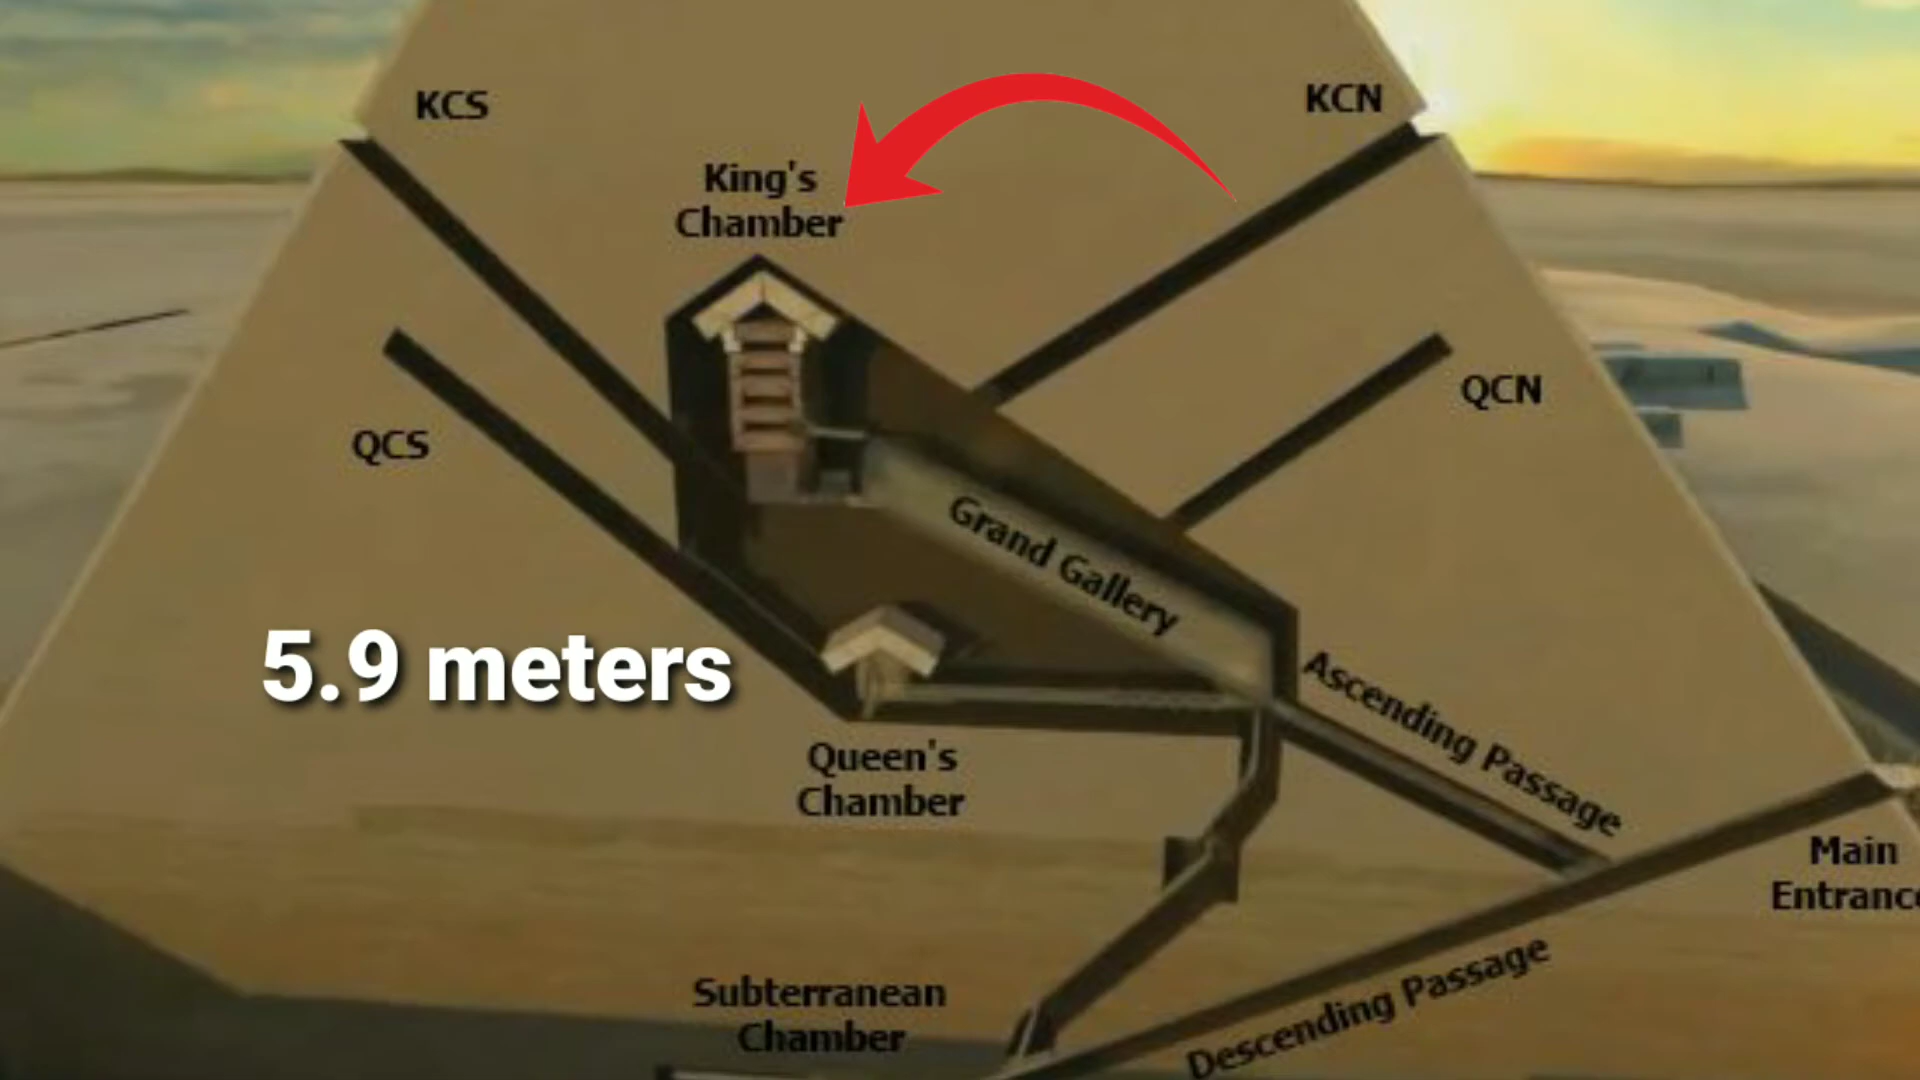 KCS
KCN
King's
Chamber
QCN
QCS
Grand Gallery
5.9 meters
Ascending Passage
Queen's
Chamber
Main
Entrance
Subterranean
Chamber
Descending Passage